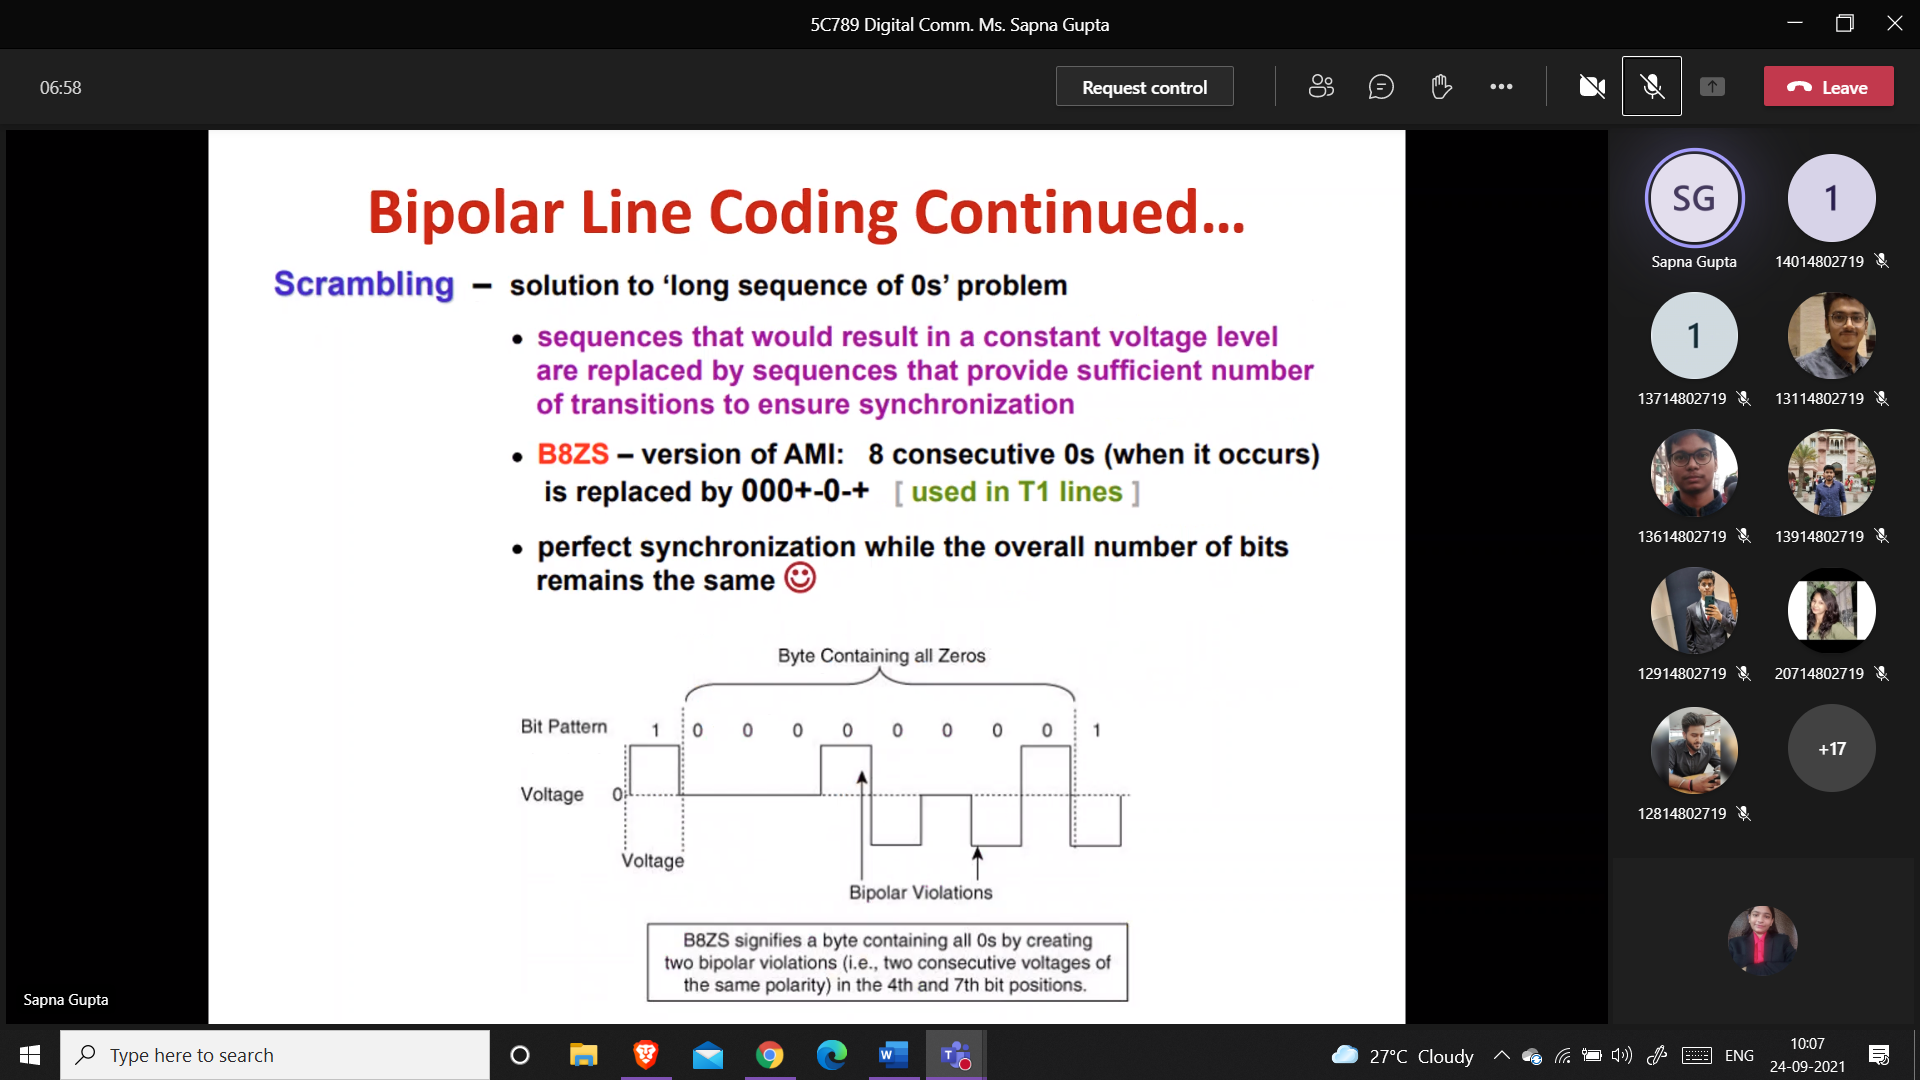 5C789 Digital Comm. Ms. Sapna Gupta
06:58
Request control
Leave
Bipolar Line Coding Continued...
Scrambling – solution to ‘long sequence of 0s’ problem
• sequences that would result in a constant voltage level
are replaced by sequences that provide sufficient number
of transitions to ensure synchronization
• B8ZS – version of AMI: 8 consecutive 0s (when it occurs)
is replaced by 000+-0-+ [ used in T1 lines ]
• perfect synchronization while the overall number of bits
remains the same
Byte Containing all Zeros
Bit Pattern 1 0 0 0 0 0 0 0 0 1
Voltage 0
Voltage
Bipolar Violations
B8ZS signifies a byte containing all 0s by creating
two bipolar violations (i.e., two consecutive voltages of
the same polarity) in the 4th and 7th bit positions.
Sapna Gupta
SG 1
Sapna Gupta 14014802719
1
13714802719 13114802719
13614802719 13914802719
12914802719 20714802719
+17
12814802719
Type here to search
27°C Cloudy
ENG
10:07
24-09-2021